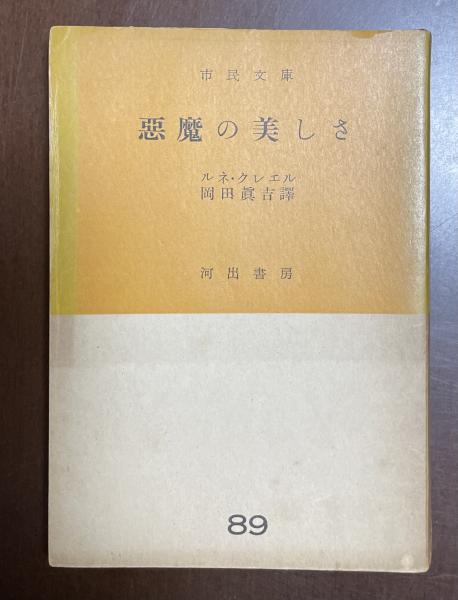 市民文庫
惡魔の美しさ
ルネ・クレエル
岡田眞吉譯
河出書房
89